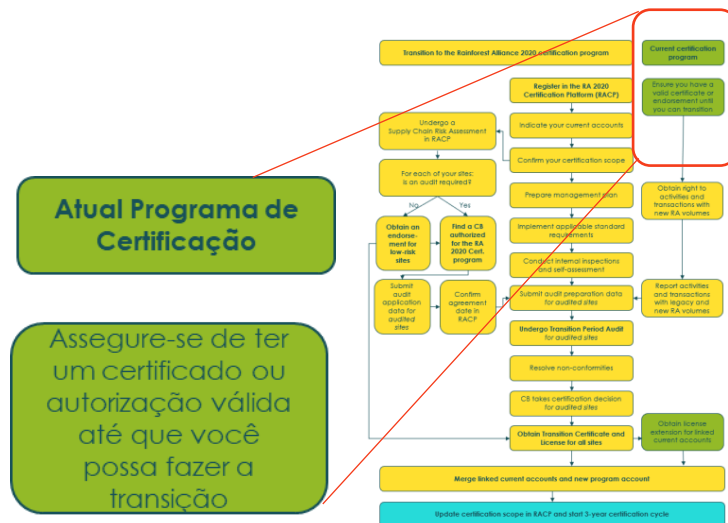 Atual Programa de
Certificação
Assegure-se de ter
um certificado ou
autorização válida
até que você
possa fazer a
transição
Transition to the Rainforest Alliance 2020 certification program
Current certification
program
Register in the RA 2020
Certification Platform (RACP)
Ensure you have a
valid certificate or
endorsement until
you can transition
Undergo a
Supply Chain Risk Assessment
in RACP
Indicate your current accounts
Confirm your certification scope
For each of your sites:
is an audit required?
No
Yes
Prepare management plan
Obtain right to
activities and
transactions with
new RA volumes
Obtain an
endorse-
ment for
low-risk
sites
Find a CB
authorized
for the RA
2020 Cert.
program
Implement applicable standard
requirements
Conduct internal inspections
and self-assessment
Submit
audit
application
data for
audited sites
Confirm
agreement
date in
RACP
Submit audit preparation data
for audited sites
Report activities
and transactions
with legacy and
new RA volumes
Undergo Transition Period Audit
for audited sites
Resolve non-conformities
CB takes certification decision
for audited sites
Obtain Transition Certificate and
License for all sites
Obtain license
extension for linked
current accounts
Merge linked current accounts and new program account
Update certification scope in RACP and start 3-year certification cycle